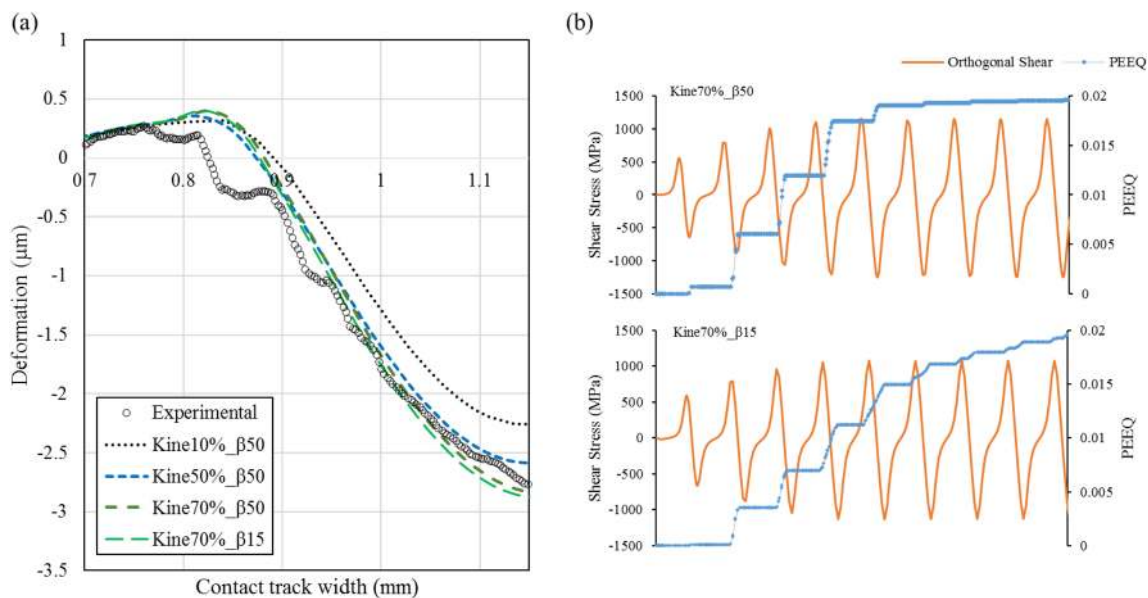 (a)
1
0.5
0
-0.5
-1
-1.5
-2
-2.5
-3
-3.5
0.7
0.8
0.9
1
1.1
Deformation (μm)
Contact track width (mm)
Experimental
Kine10%_β50
Kine50%_β50
Kine70%_β50
Kine70%_β15
(b)
Orthogonal Shear
PEEQ
Kine70%_β50
1500
1000
500
0
-500
-1000
-1500
Shear Stress (MPa)
0.02
0.015
0.01
0.005
0
PEEQ
Kine70%_β15
1500
1000
500
0
-500
-1000
-1500
Shear Stress (MPa)
0.02
0.015
0.01
0.005
0
PEEQ